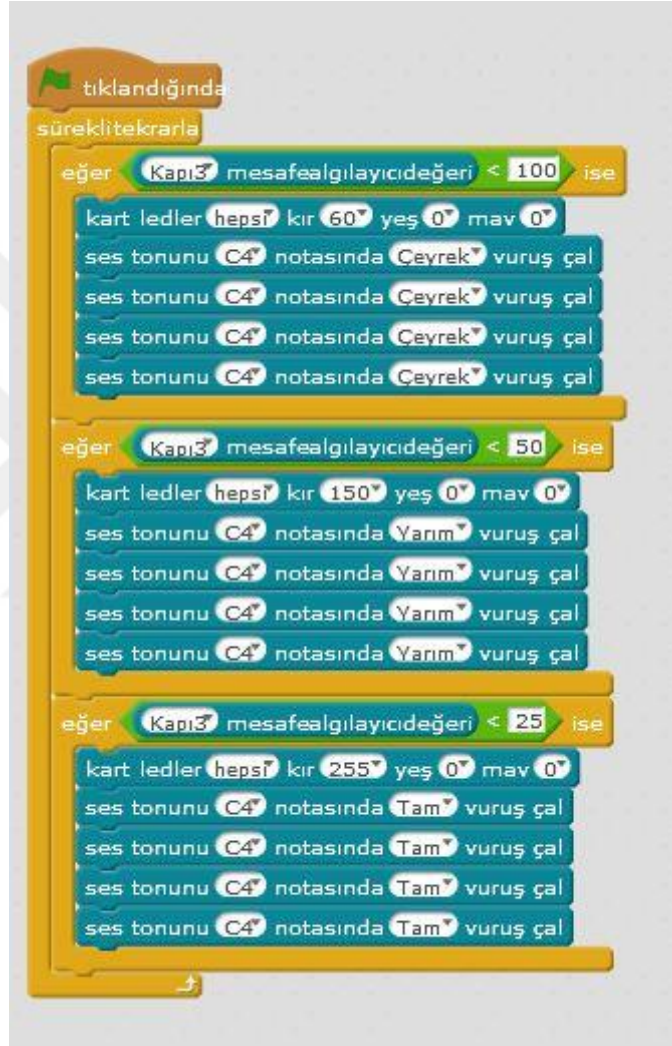 tıklandığında
süreklitekrarla
eğer Kapı3 mesafealgılayıcıdeğeri < 100 ise
kart ledler hepsi kır 60 yeş 0 mav 0
ses tonunu C4 notasında Çeyrek vuruş çal
ses tonunu C4 notasında Çeyrek vuruş çal
ses tonunu C4 notasında Çeyrek vuruş çal
ses tonunu C4 notasında Çeyrek vuruş çal
eğer Kapı3 mesafealgılayıcıdeğeri < 50 ise
kart ledler hepsi kır 150 yeş 0 mav 0
ses tonunu C4 notasında Yarım vuruş çal
ses tonunu C4 notasında Yarım vuruş çal
ses tonunu C4 notasında Yarım vuruş çal
ses tonunu C4 notasında Yarım vuruş çal
eğer Kapı3 mesafealgılayıcıdeğeri < 25 ise
kart ledler hepsi kır 255 yeş 0 mav 0
ses tonunu C4 notasında Tam vuruş çal
ses tonunu C4 notasında Tam vuruş çal
ses tonunu C4 notasında Tam vuruş çal
ses tonunu C4 notasında Tam vuruş çal